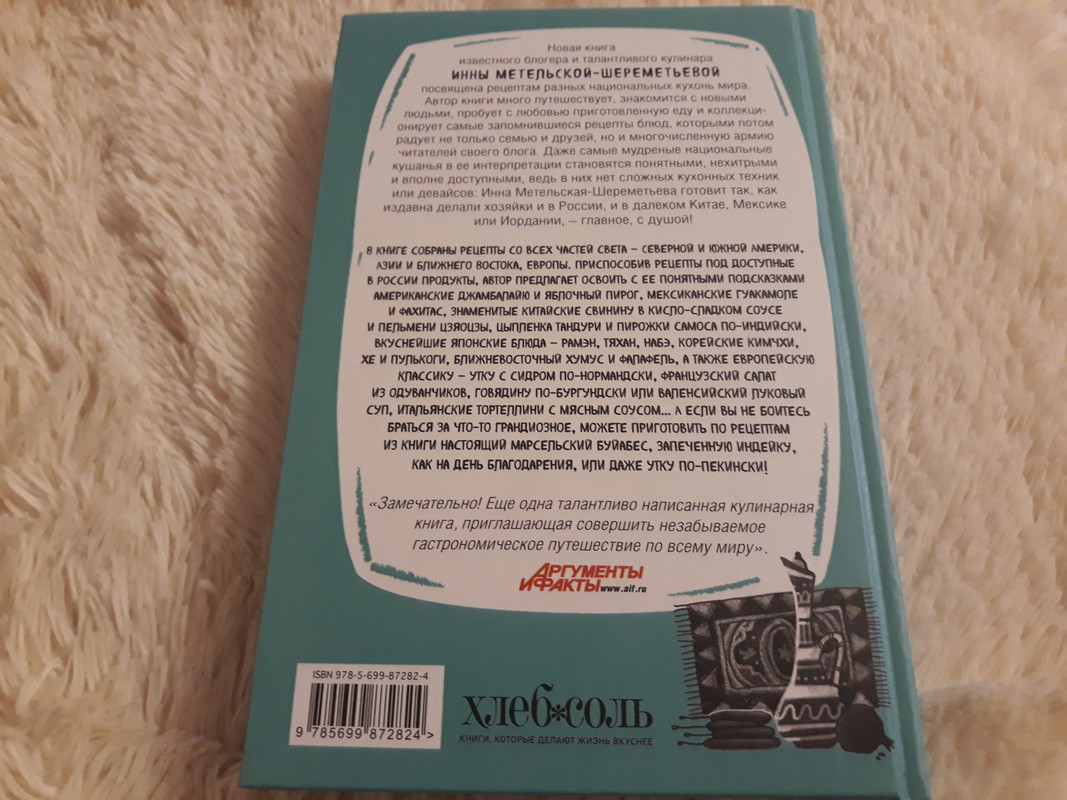 Новая книга
известного блогера и талантливого кулинара
ИННЫ МЕТЕЛЬСКОЙ-ШЕРЕМЕТЬЕВОЙ
посвящена рецептам разных национальных кухонь мира.
Автор книги много путешествует, знакомится с новыми
людьми, пробует с любовью приготовленную еду и коллекци-
онирует самые запомнившиеся рецепты блюд, которыми потом
радует не только семью и друзей, но и многочисленную армию
читателей своего блога. Даже самые мудреные национальные
кушанья в ее интерпретации становятся понятными, нехитрыми
и вполне доступными, ведь в них нет сложных кухонных техник
или девайсов: Инна Метельская-Шереметьева готовит так, как
издавна делали хозяйки и в России, и в далеком Китае, Мексике
или Иордании, – главное, с душой!
В КНИГЕ СОБРАНЫ РЕЦЕПТЫ СО ВСЕХ ЧАСТЕЙ СВЕТА – СЕВЕРНОЙ И ЮЖНОЙ АМЕРИКИ,
АЗИИ И БЛИЖНЕГО ВОСТОКА, ЕВРОПЫ. ПРИСПОСОБИВ РЕЦЕПТЫ ПОД ДОСТУПНЫЕ
В РОССИИ ПРОДУКТЫ, АВТОР ПРЕДЛАГАЕТ ОСВОИТЬ С ЕЕ ПОНЯТНЫМИ ПОДСКАЗКАМИ
АМЕРИКАНСКИЕ ДЖАМБАЛАЙЮ И ЯБЛОЧНЫЙ ПИРОГ, МЕКСИКАНСКИЕ ГУАКАМОЛЕ
И ФАХИТАС, ЗНАМЕНИТЫЕ КИТАЙСКИЕ СВИНИНУ В КИСЛО-СЛАДКОМ СОУСЕ
И ПЕЛЬМЕНИ ЦЗЯОЦЗЫ, ЦЫПЛЕНКА ТАНДУРИ И ПИРОЖКИ САМОСА ПО-ИНДИЙСКИ,
ВКУСНЕЙШИЕ ЯПОНСКИЕ БЛЮДА – РАМЭН, ТЯХАН, НАБЭ, КОРЕЙСКИЕ КИМЧХИ,
ХЕ И ПУЛЬКОГИ, БЛИЖНЕВОСТОЧНЫЙ ХУМУС И ФАЛАФЕЛЬ, А ТАКЖЕ ЕВРОПЕЙСКУЮ
КЛАССИКУ – УТКУ С СИДРОМ ПО-НОРМАНДСКИ, ФРАНЦУЗСКИЙ САЛАТ
ИЗ ОДУВАНЧИКОВ, ГОВЯДИНУ ПО-БУРГУНДСКИ ИЛИ ВАЛЕНСИЙСКИЙ ЛУКОВЫЙ
СУП, ИТАЛЬЯНСКИЕ ТОРТЕЛЛИНИ С МЯСНЫМ СОУСОМ... А ЕСЛИ ВЫ НЕ БОИТЕСЬ
БРАТЬСЯ ЗА ЧТО-ТО ГРАНДИОЗНОЕ, МОЖЕТЕ ПРИГОТОВИТЬ ПО РЕЦЕПТАМ
ИЗ КНИГИ НАСТОЯЩИЙ МАРСЕЛЬСКИЙ БУЙАБЕС, ЗАПЕЧЕННУЮ ИНДЕЙКУ,
КАК НА ДЕНЬ БЛАГОДАРЕНИЯ, ИЛИ ДАЖЕ УТКУ ПО-ПЕКИНСКИ!
«Замечательно! Еще одна талантливо написанная кулинарная
книга, приглашающая совершить незабываемое
гастрономическое путешествие по всему миру».
АРГУМЕНТЫ
И ФАКТЫ www.aif.ru
ISBN 978-5-699-87282-4
9 785699 872824 >
хлеб*соль
КНИГИ, КОТОРЫЕ ДЕЛАЮТ ЖИЗНЬ ВКУСНЕЕ